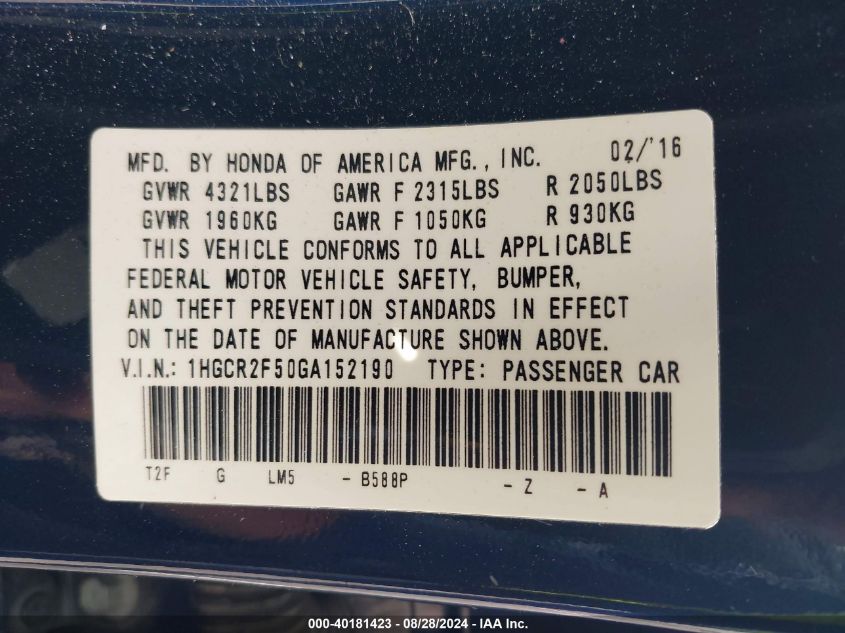 MFD. BY HONDA OF AMERICA MFG., INC. 02/'16
GVWR 4321LBS GAWR F 2315LBS R 2050LBS
GVWR 1960KG GAWR F 1050KG R 930KG
THIS VEHICLE CONFORMS TO ALL APPLICABLE
FEDERAL MOTOR VEHICLE SAFETY, BUMPER,
AND THEFT PREVENTION STANDARDS IN EFFECT
ON THE DATE OF MANUFACTURE SHOWN ABOVE.
V.I.N.: 1HGCR2F50GA152190 TYPE: PASSENGER CAR
T2F G LM5 - B588P - Z - A
000-40181423 - 08/28/2024 - IAA Inc.